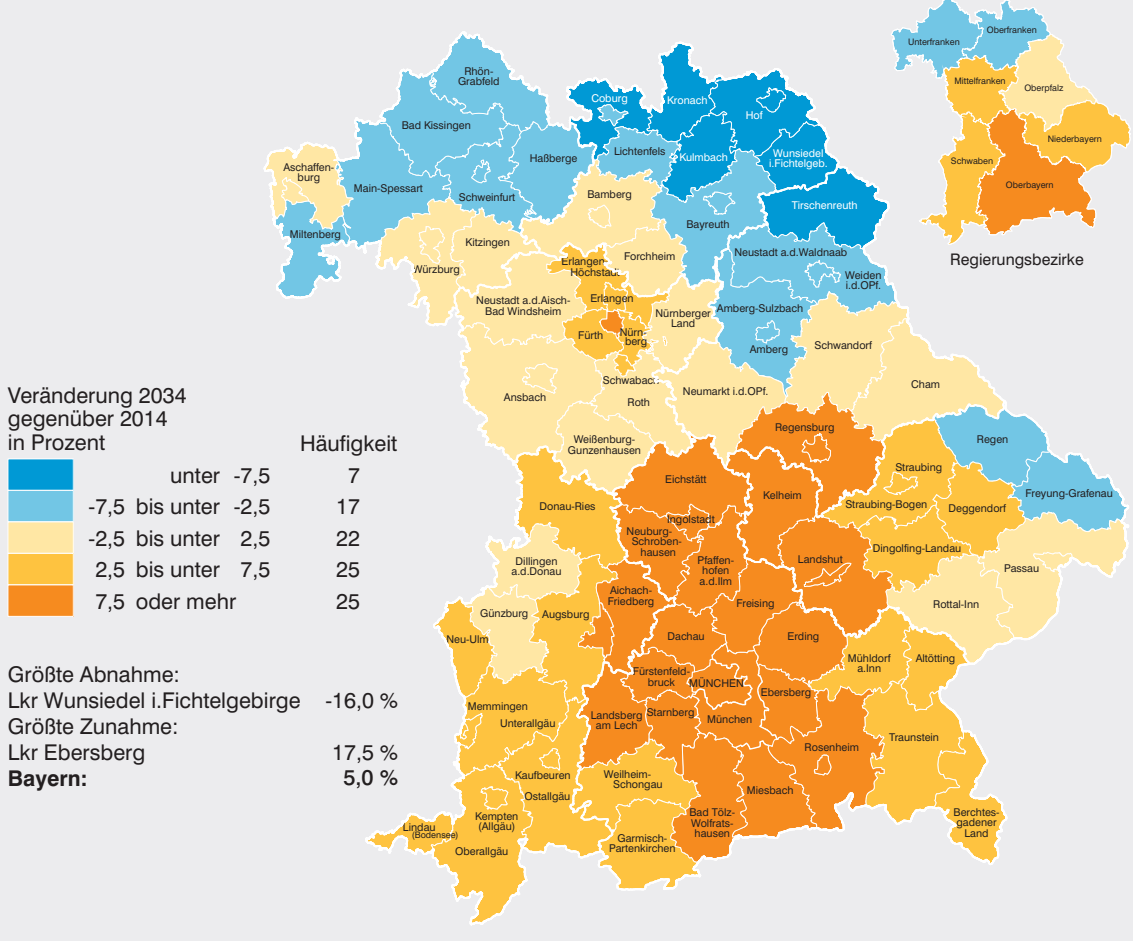 Unterfranken
Oberfranken
Mittelfranken
Oberpfalz
Niederbayern
Schwaben
Oberbayern
Regierungsbezirke
Rhön-
Grabfeld
Coburg
Kronach
Hof
Bad Kissingen
Haßberge
Lichtenfels
Kulmbach
Wunsiedel
i.Fichtelgeb.
Aschaffen-
burg
Main-Spessart
Schweinfurt
Bamberg
Bayreuth
Tirschenreuth
Miltenberg
Würzburg
Kitzingen
Erlangen-
Höchstadt
Forchheim
Neustadt a.d.Waldnaab
Weiden
i.d.OPf.
Neustadt a.d.Aisch-
Bad Windsheim
Erlangen
Fürth
Nürn-
berg
Nürnberger
Land
Amberg-Sulzbach
Amberg
Schwandorf
Ansbach
Schwabach
Roth
Neumarkt i.d.OPf.
Cham
Weißenburg-
Gunzenhausen
Regensburg
Regen
Freyung-Grafenau
Eichstätt
Kelheim
Straubing
Straubing-Bogen
Deggendorf
Donau-Ries
Ingolstadt
Neuburg-
Schroben-
hausen
Pfaffen-
hofen
a.d.Ilm
Landshut
Dingolfing-Landau
Passau
Dillingen
a.d.Donau
Aichach-
Friedberg
Freising
Rottal-Inn
Günzburg
Augsburg
Neu-Ulm
Dachau
Erding
Mühldorf
a.Inn
Altötting
Fürstenfeld-
bruck
MÜNCHEN
Ebersberg
Memmingen
Unterallgäu
Landsberg
am Lech
Starnberg
München
Rosenheim
Traunstein
Kaufbeuren
Ostallgäu
Weilheim-
Schongau
Bad Tölz-
Wolfrats-
hausen
Miesbach
Berchtes-
gadener
Land
Lindau
(Bodensee)
Kempten
(Allgäu)
Oberallgäu
Garmisch-
Partenkirchen
Veränderung 2034
gegenüber 2014
in Prozent Häufigkeit
unter -7,5 7
-7,5 bis unter -2,5 17
-2,5 bis unter 2,5 22
2,5 bis unter 7,5 25
7,5 oder mehr 25
Größte Abnahme:
Lkr Wunsiedel i.Fichtelgebirge -16,0 %
Größte Zunahme:
Lkr Ebersberg 17,5 %
Bayern: 5,0 %